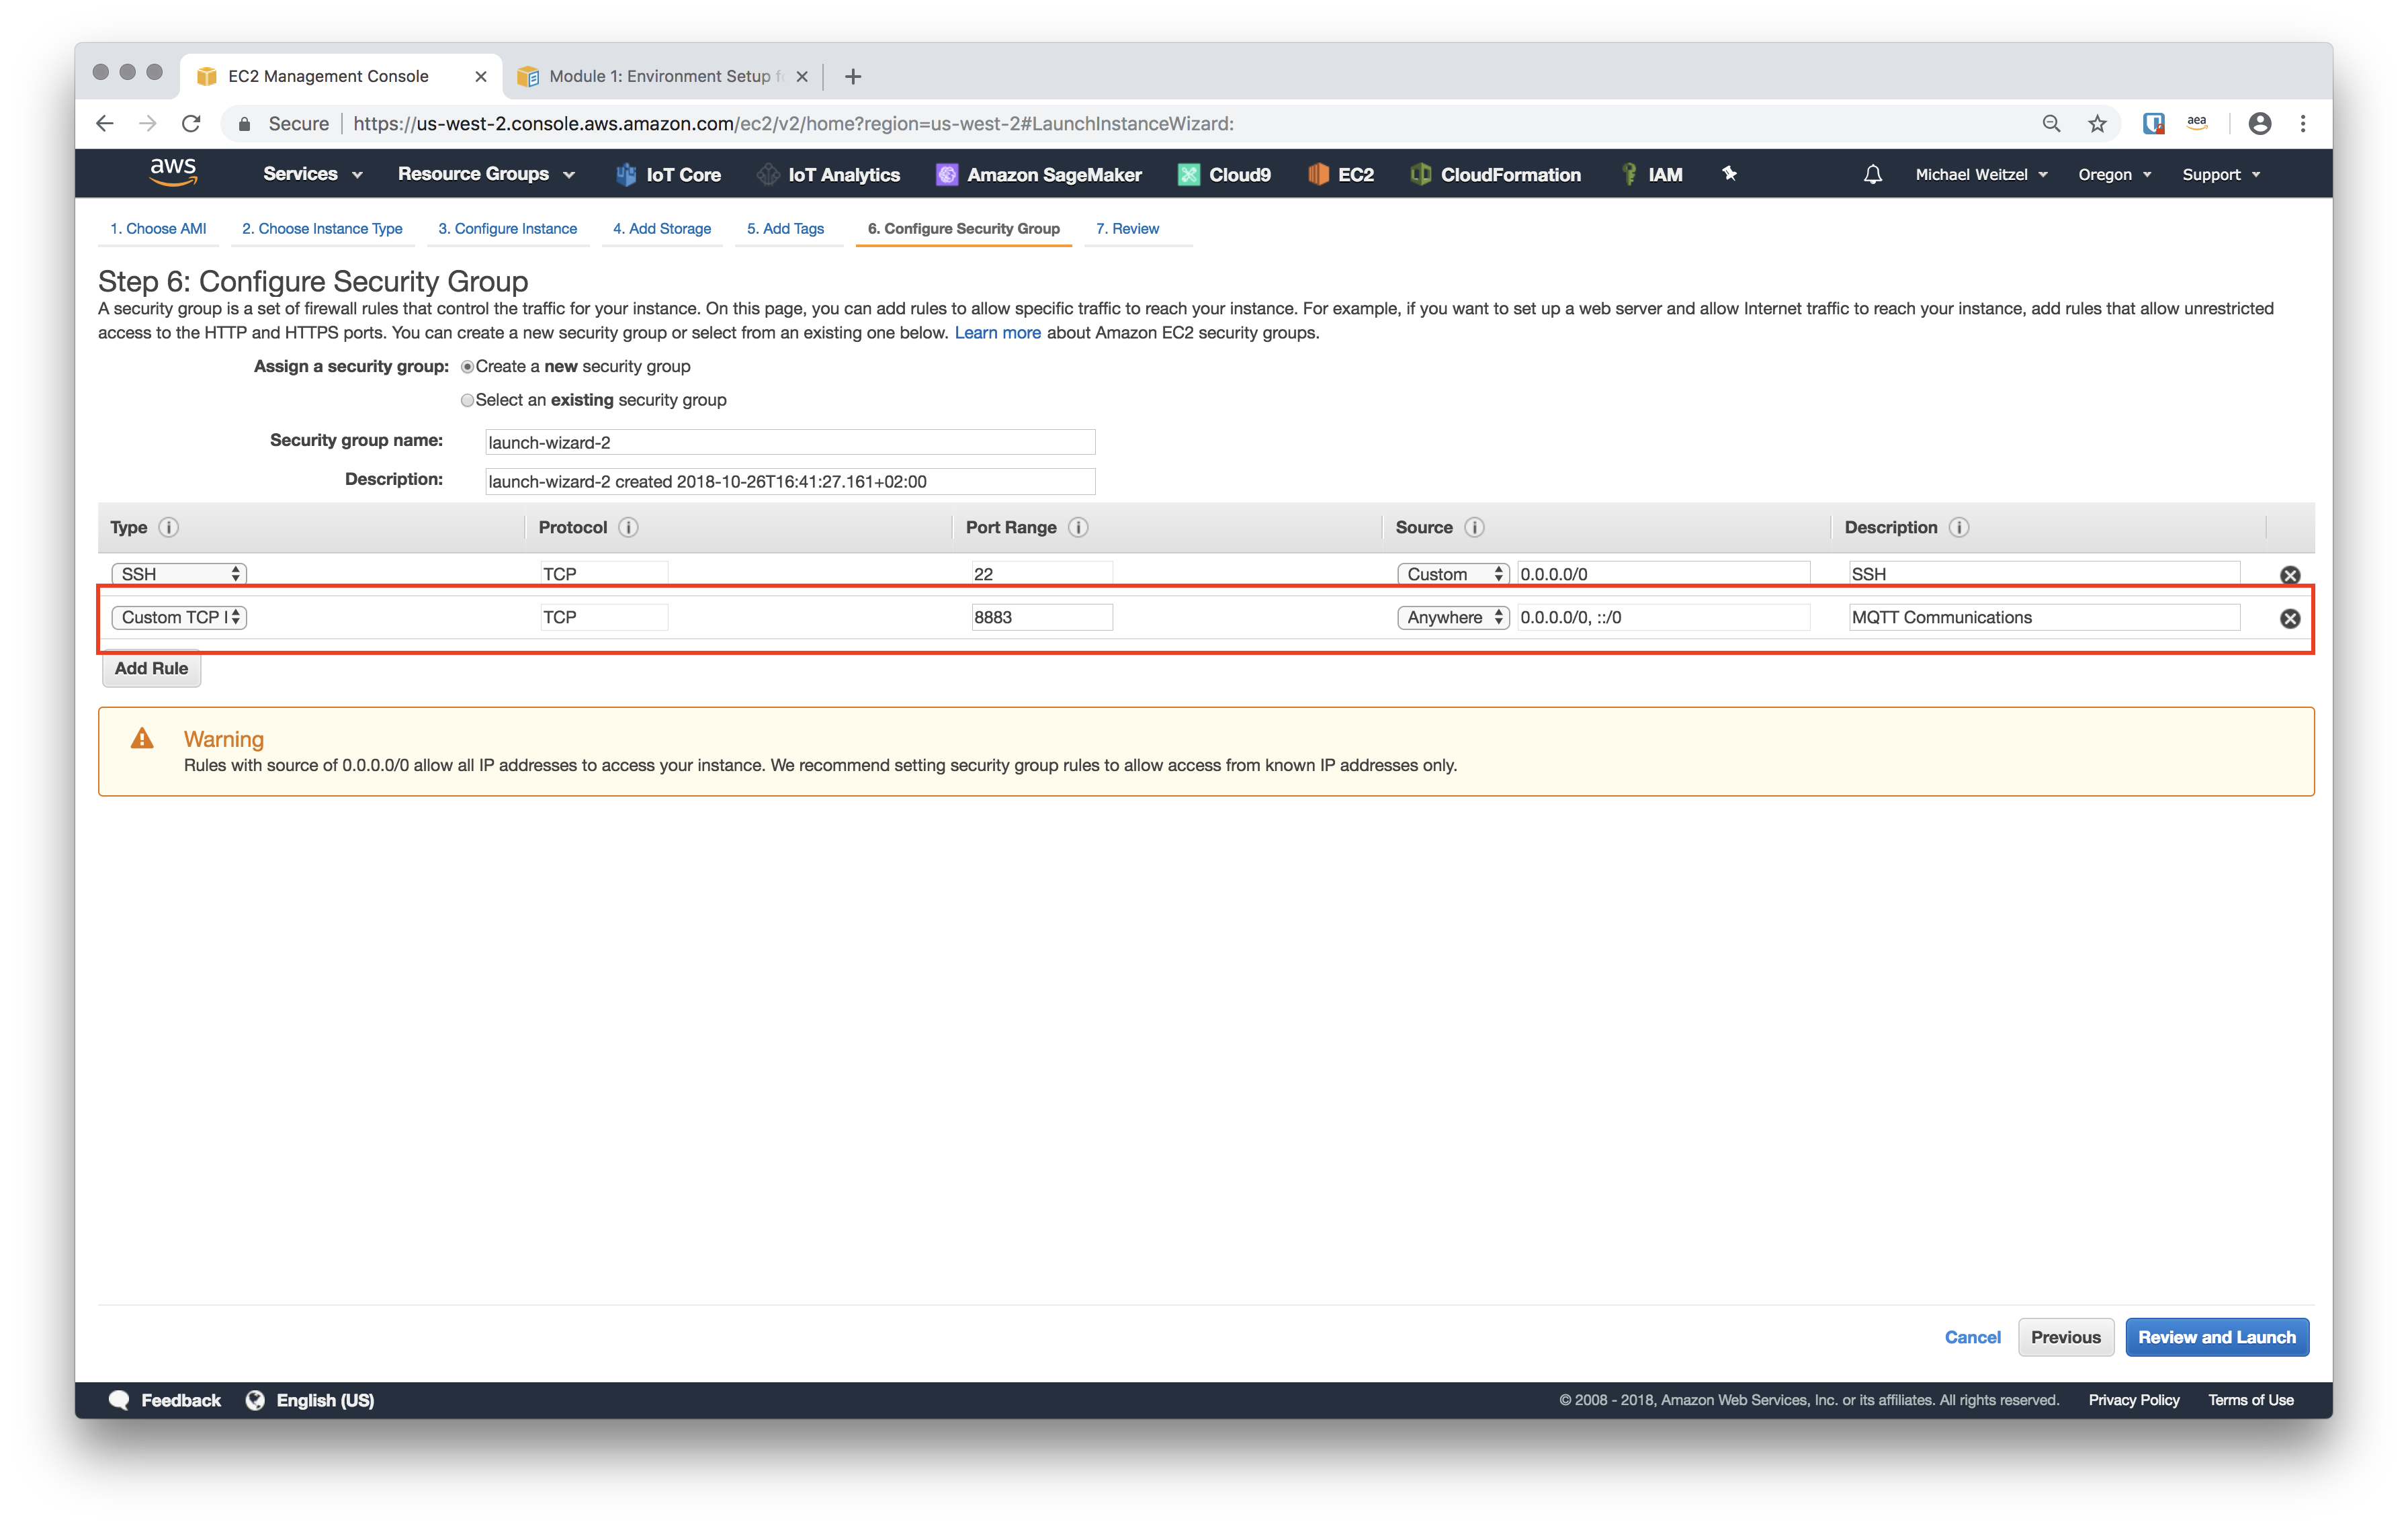 EC2 Management Console
Module 1: Environment Setup f
Secure
https://us-west-2.console.aws.amazon.com/ec2/v2/home?region=us-west-2#LaunchInstanceWizard:
aea
aws Services Resource Groups IoT Core IoT Analytics Amazon SageMaker Cloud9 EC2 CloudFormation IAM Michael Weitzel Oregon Support
1. Choose AMI 2. Choose Instance Type 3. Configure Instance 4. Add Storage 5. Add Tags 6. Configure Security Group 7. Review
Step 6: Configure Security Group
A security group is a set of firewall rules that control the traffic for your instance. On this page, you can add rules to allow specific traffic to reach your instance. For example, if you want to set up a web server and allow Internet traffic to reach your instance, add rules that allow unrestricted
access to the HTTP and HTTPS ports. You can create a new security group or select from an existing one below. Learn more about Amazon EC2 security groups.
Assign a security group: Create a new security group
Select an existing security group
Security group name: launch-wizard-2
Description: launch-wizard-2 created 2018-10-26T16:41:27.161+02:00
Type Protocol Port Range Source Description
SSH TCP 22 Custom 0.0.0.0/0 SSH
Custom TCP TCP 8883 Anywhere 0.0.0.0/0, ::/0 MQTT Communications
Add Rule
Warning
Rules with source of 0.0.0.0/0 allow all IP addresses to access your instance. We recommend setting security group rules to allow access from known IP addresses only.
Cancel Previous Review and Launch
Feedback English (US) © 2008 - 2018, Amazon Web Services, Inc. or its affiliates. All rights reserved. Privacy Policy Terms of Use